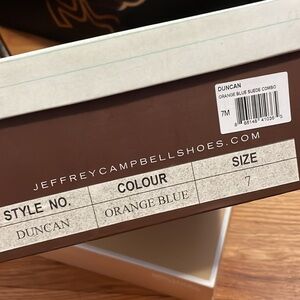 DUNCAN
ORANGE BLUE SUEDE COMBO
7M
JEFFREYCAMPBELLSHOES.COM
STYLE NO. COLOUR SIZE
DUNCAN ORANGE BLUE 7